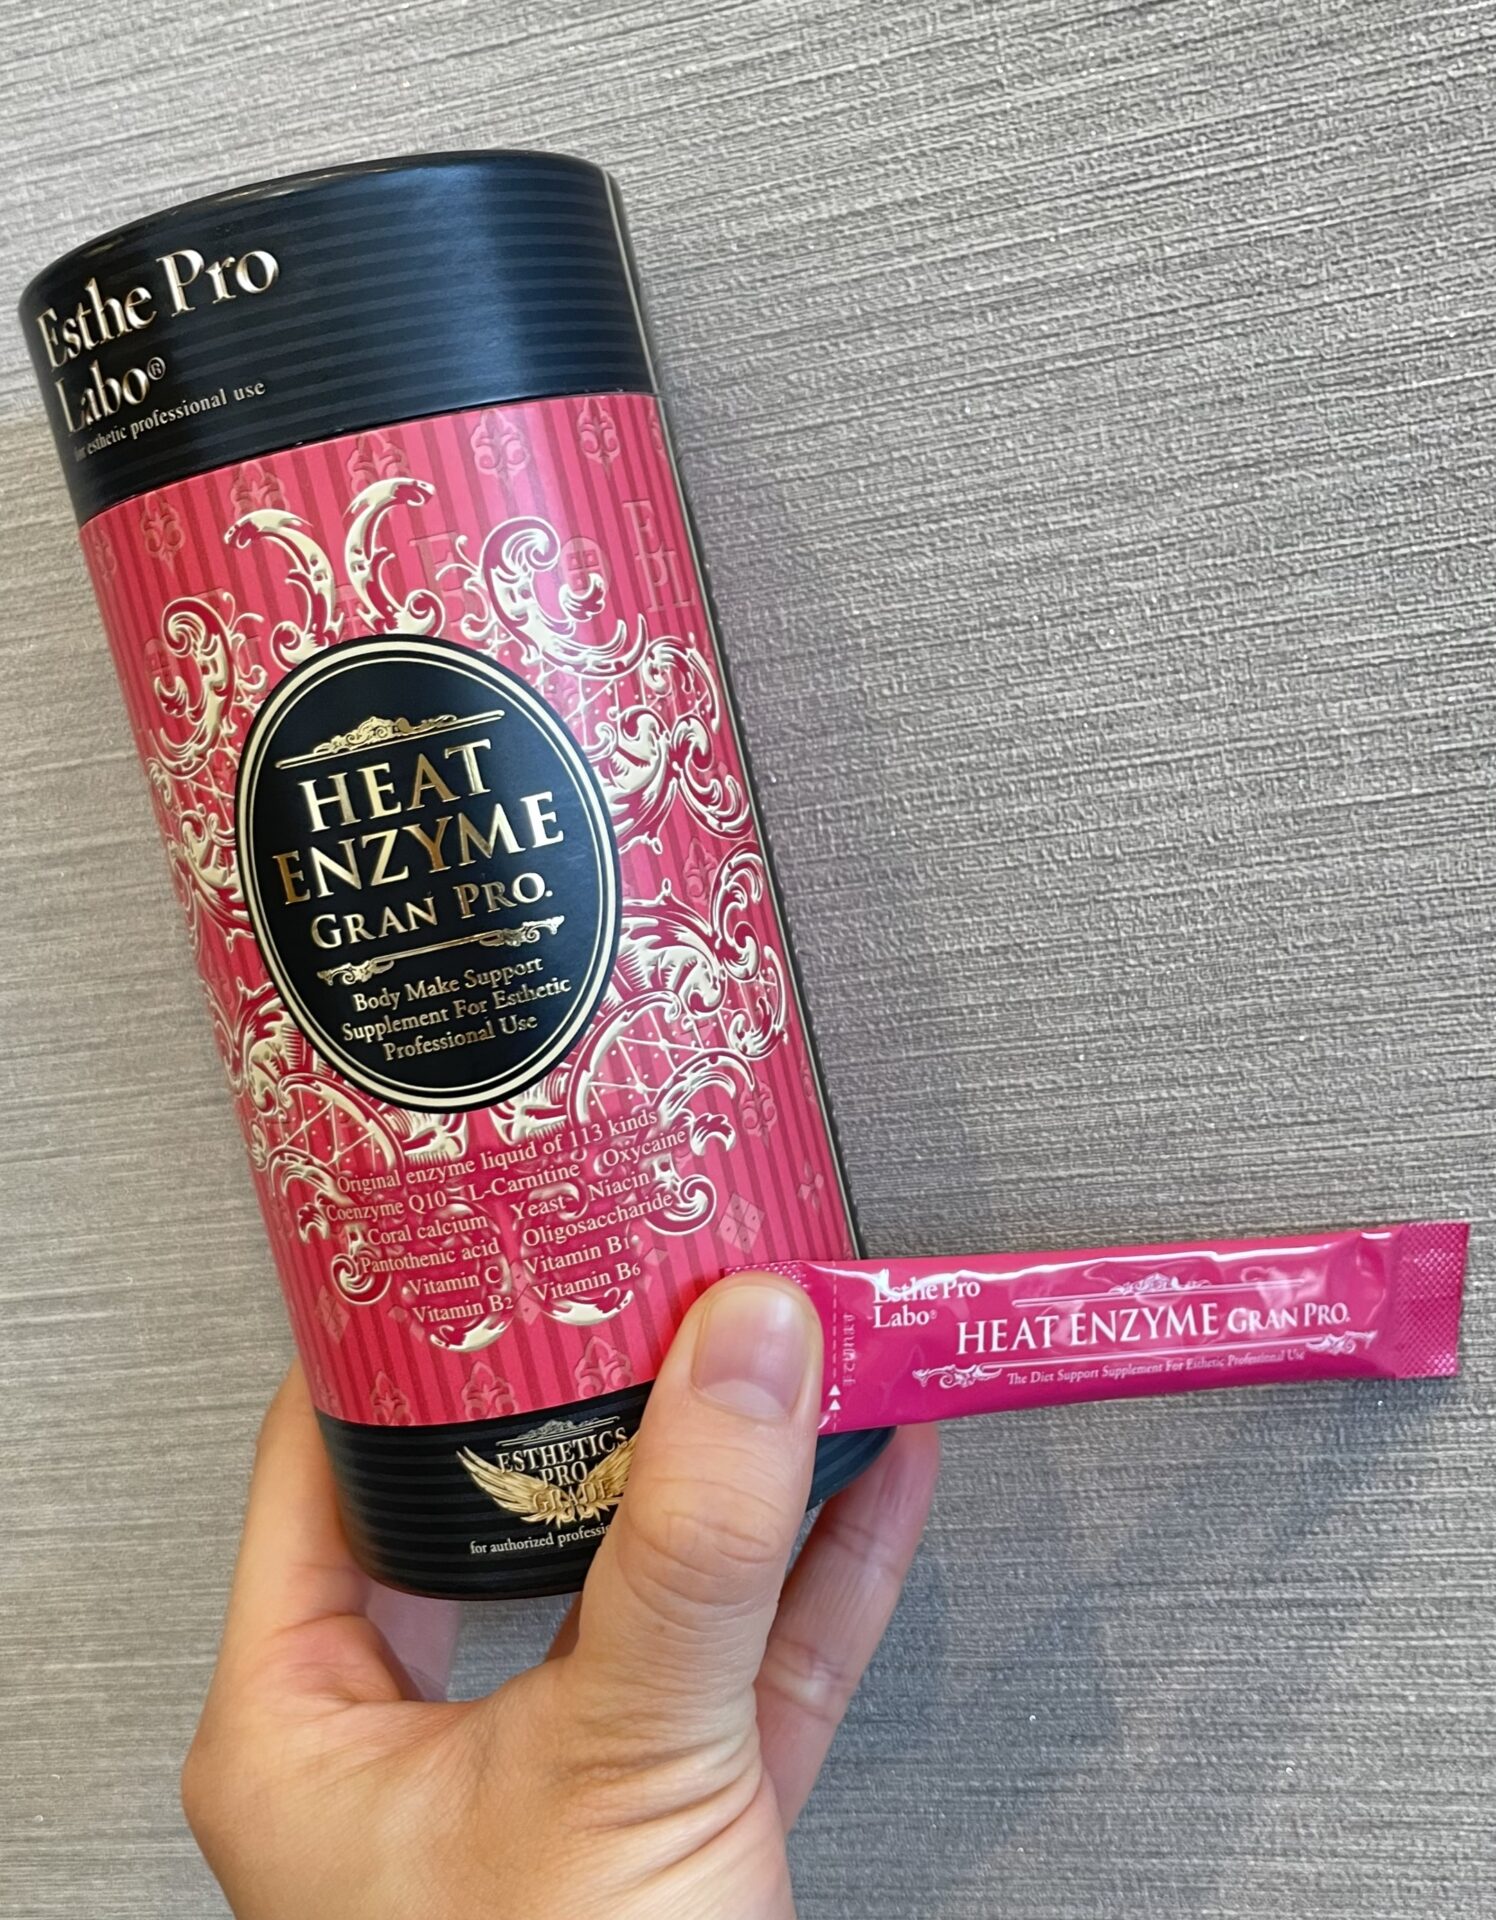 Esthe Pro
Labo®
for esthetic professional use
HEAT
ENZYME
GRAN PRO.
Body Make Support
Supplement For Esthetic
Professional Use
Original enzyme liquid of 113 kinds
Coenzyme Q10 L-Carnitine Oxycaine
Coral calcium Yeast Niacin
Pantothenic acid Oligosaccharide
Vitamin C Vitamin B1
Vitamin B2 Vitamin B6
ESTHETICS
PRO
GRADE
for authorized
Esthe Pro
Labo®
HEAT ENZYME GRAN PRO.
The Diet Support Supplement For Esthetic Professional Use